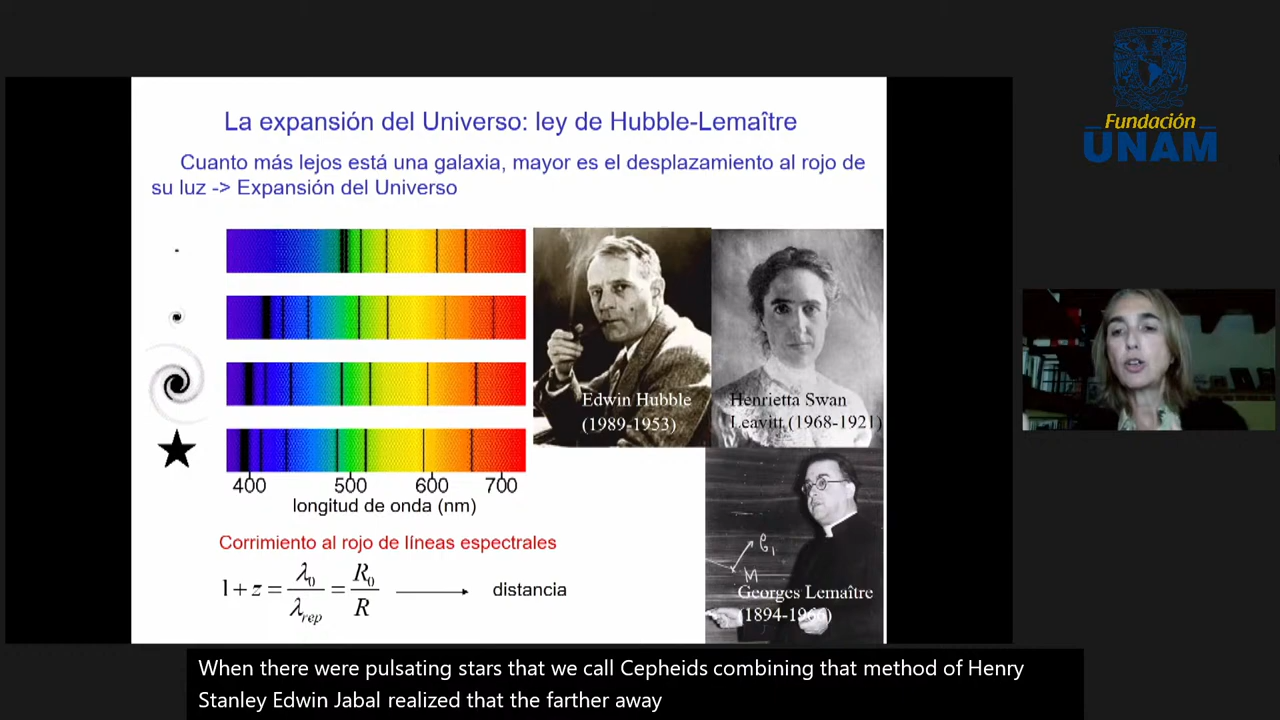 La expansión del Universo: ley de Hubble-Lemaître
Cuanto más lejos está una galaxia, mayor es el desplazamiento al rojo de
su luz -> Expansión del Universo
Fundación
UNAM
Edwin Hubble
(1989-1953)
Henrietta Swan
Leavitt (1968-1921)
400 500 600 700
longitud de onda (nm)
Corrimiento al rojo de líneas espectrales
1 + z = λ0 / λrep = R0 / R
distancia
Georges Lemaître
(1894-1966)
When there were pulsating stars that we call Cepheids combining that method of Henry
Stanley Edwin Jabal realized that the farther away